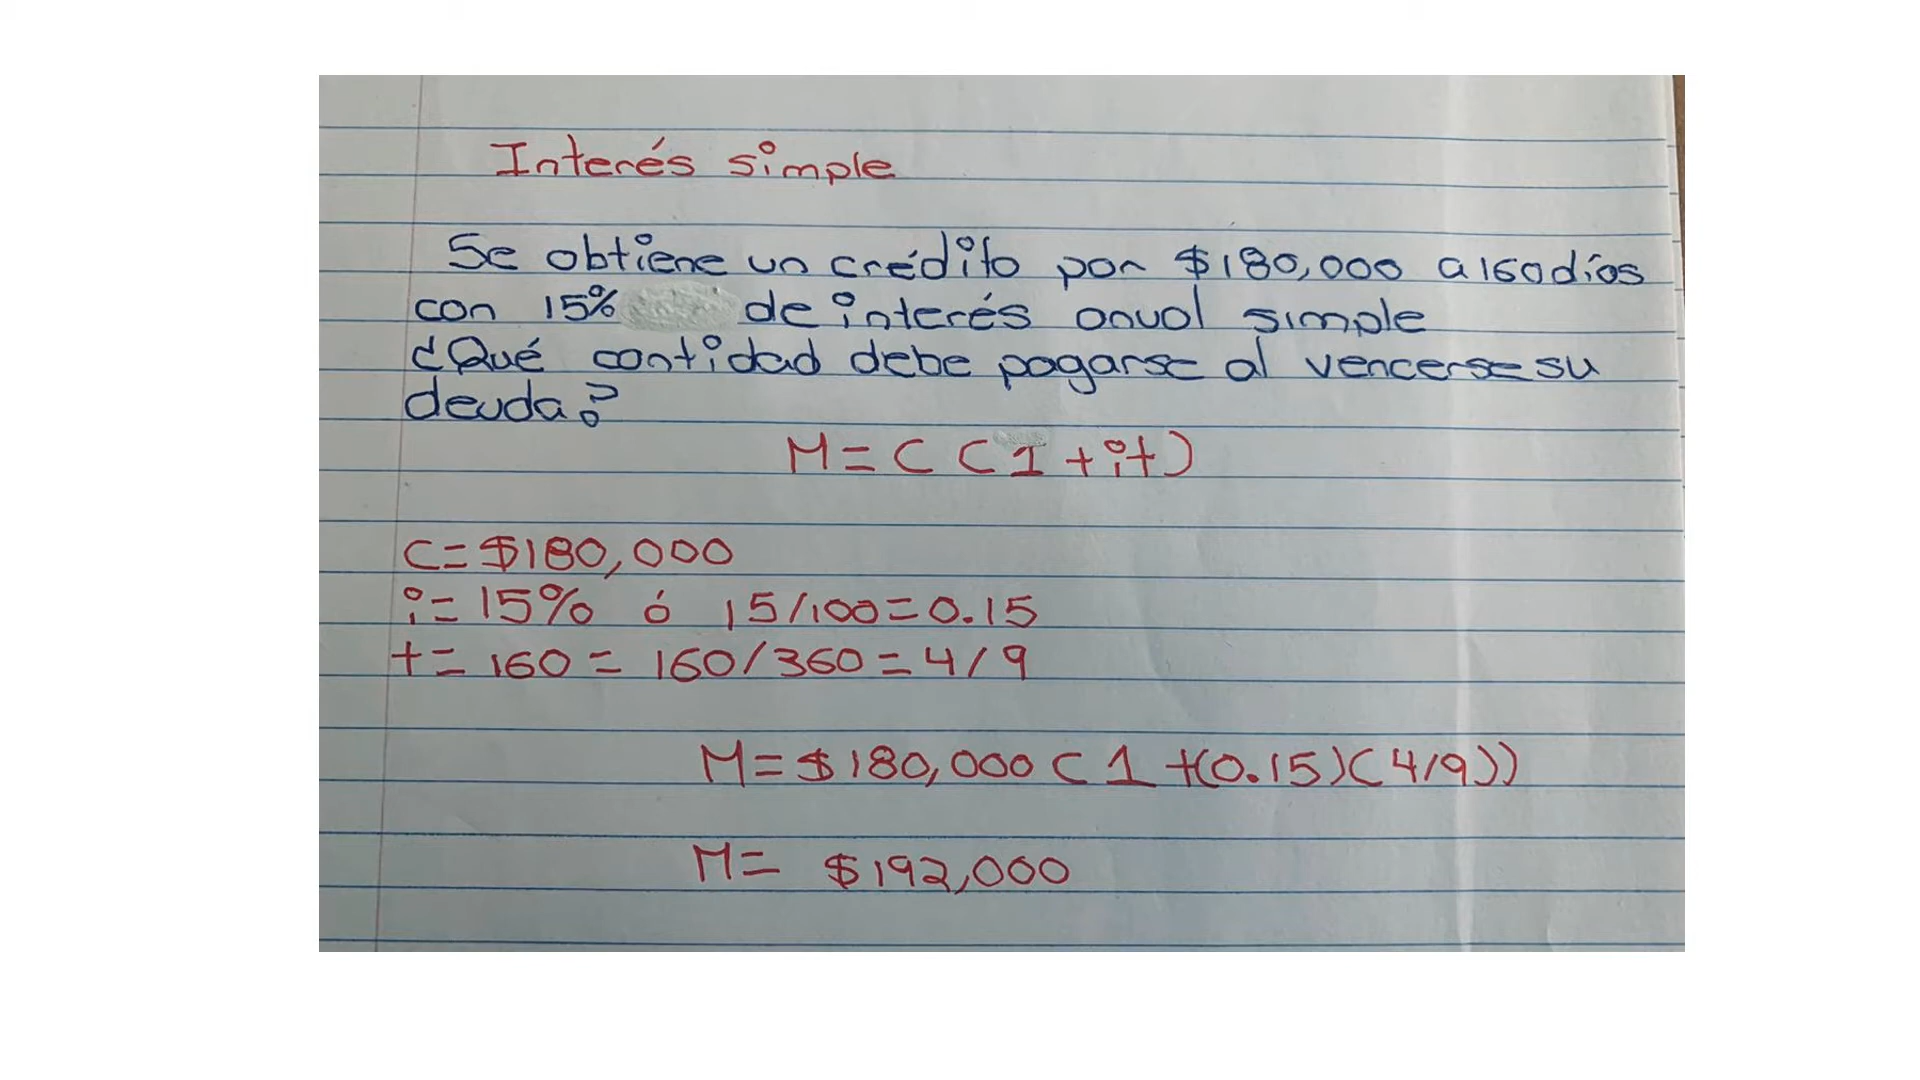 Interés simple
Se obtiene un crédito por $180,000 a 160 días
con 15% de interés anual simple
¿Qué cantidad debe pagarse al vencerse su
deuda?
M = C (1 + it)
C = $180,000
i = 15% ó 15/100 = 0.15
t = 160 = 160/360 = 4/9
M = $180,000 (1 + (0.15)(4/9))
M = $192,000